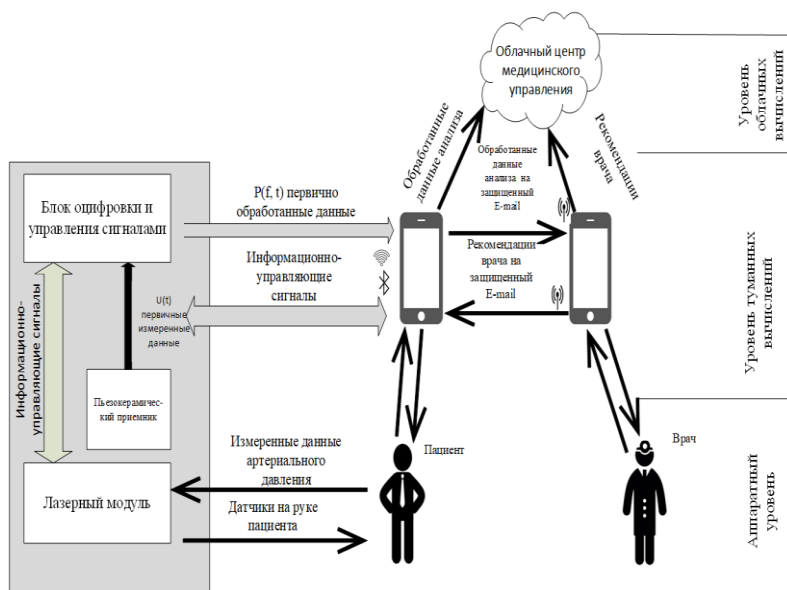 Облачный центр
медицинского
управления
Уровень
облачных
вычислений
Обработанные
данные анализа
Обработанные
данные
анализа на
защищенный
E-mail
Рекомендации
врача
Блок оцифровки и
управления сигналами
P(f, t) первично
обработанные данные
Информационно-
управляющие
сигналы
Рекомендации
врача на
защищенный
E-mail
Уровень туманных
вычислений
Информационно-
управляющие сигналы
U(t)
первичные
измеренные
данные
Пьезокерамичес-
кий приемник
Лазерный модуль
Измеренные данные
артериального
давления
Датчики на руке
пациента
Пациент
Врач
Аппаратный
уровень